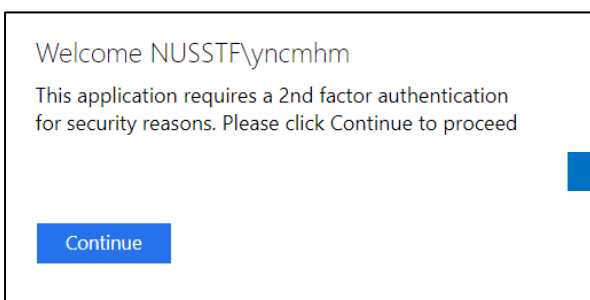 Welcome NUSSTF\yncmhm
This application requires a 2nd factor authentication
for security reasons. Please click Continue to proceed
Continue